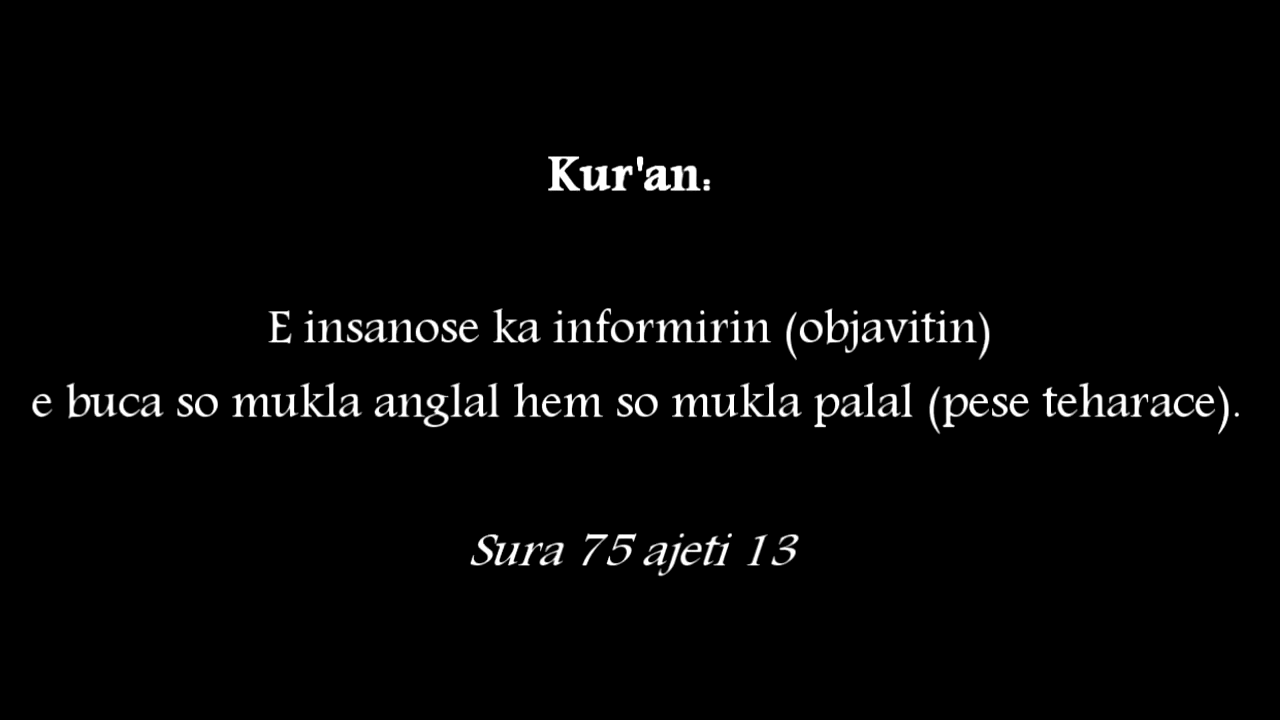 Kur'an:
E insanose ka informirin (objavitin)
e buca so mukla anglal hem so mukla palal (pese teharace).
Sura 75 ajeti 13